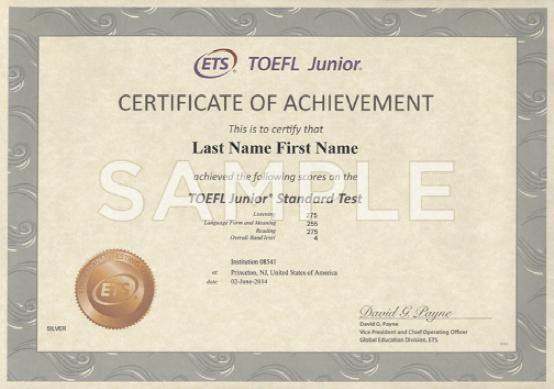 ETS TOEFL Junior®
CERTIFICATE OF ACHIEVEMENT
This is to certify that
Last Name First Name
achieved the following scores on the
SAMPLE
TOEFL Junior® Standard Test
Listening 275
Language Form and Meaning 255
Reading 275
Overall Band level 4
Institution 08541
at: Princeton, NJ, United States of America
date: 02-June-2014
ETS
SILVER
David G. Payne
David G. Payne
Vice President and Chief Operating Officer
Global Education Division, ETS